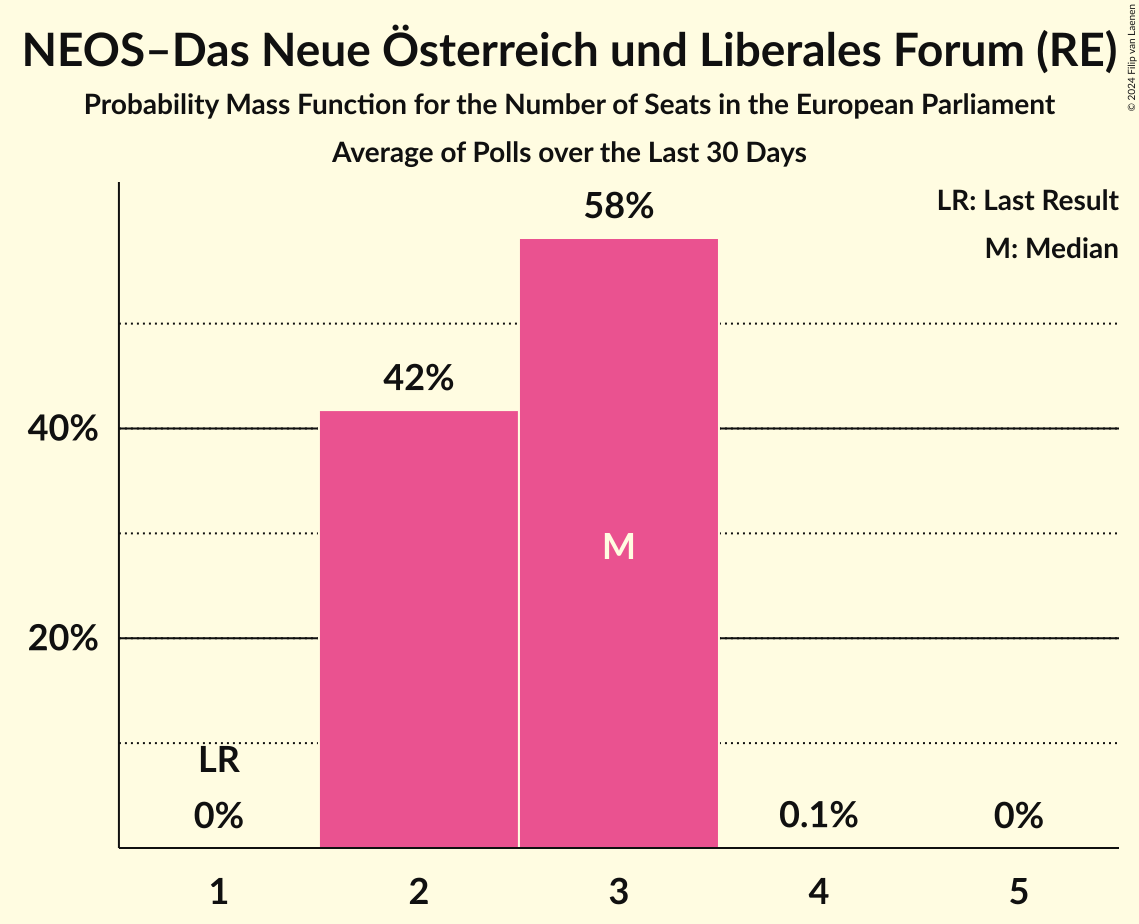 NEOS–Das Neue Österreich und Liberales Forum (RE)
Probability Mass Function for the Number of Seats in the European Parliament
Average of Polls over the Last 30 Days
© 2024 Filip van Laenen
LR: Last Result
M: Median
58%
42%
40%
M
20%
LR
0%
0.1%
0%
1 2 3 4 5